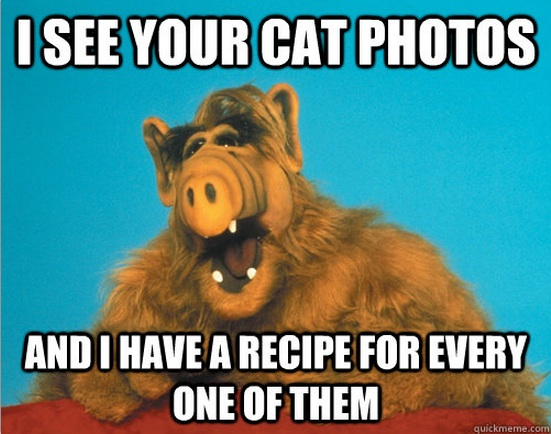 I SEE YOUR CAT PHOTOS
AND I HAVE A RECIPE FOR EVERY
ONE OF THEM
quickmeme.com